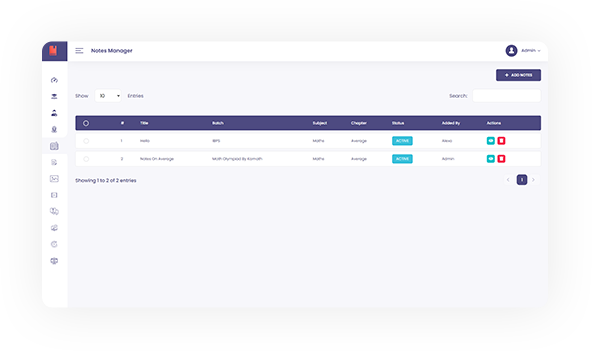 Notes Manager
Admin
+ ADD NOTES
Show 10 Entries
Search:
# Title Batch Subject Chapter Status Added By Actions
1 Hello IBPS Maths Average ACTIVE
2 Notes On Average Math Olympiad By Ramath Maths Average ACTIVE Admin
Showing 1 to 2 of 2 entries
< 1 >